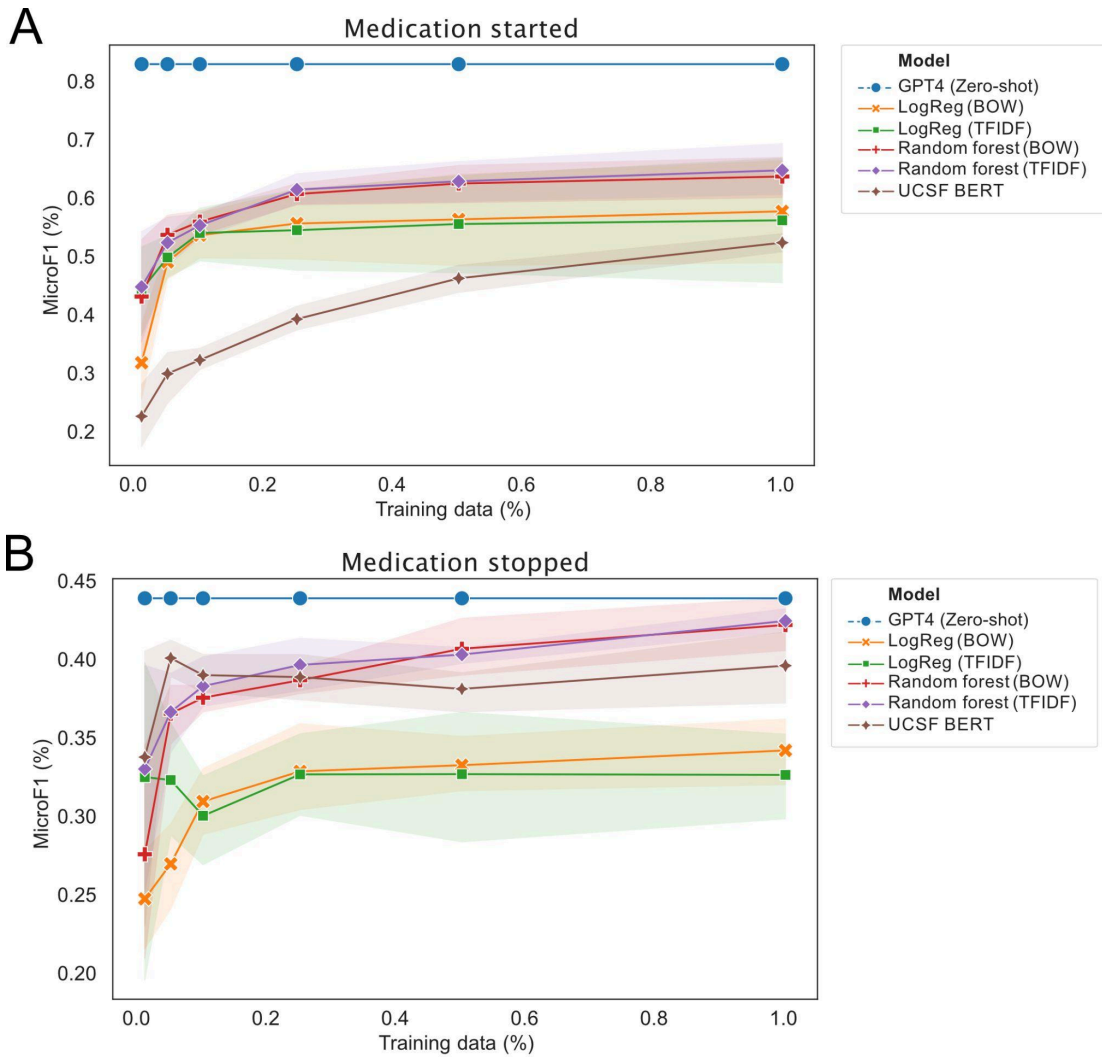 A
Medication started
MicroF1 (%)
0.8
0.7
0.6
0.5
0.4
0.3
0.2
0.0 0.2 0.4 0.6 0.8 1.0
Training data (%)
Model
GPT4 (Zero-shot)
LogReg (BOW)
LogReg (TFIDF)
Random forest (BOW)
Random forest (TFIDF)
UCSF BERT
B
Medication stopped
MicroF1 (%)
0.45
0.40
0.35
0.30
0.25
0.20
0.0 0.2 0.4 0.6 0.8 1.0
Training data (%)
Model
GPT4 (Zero-shot)
LogReg (BOW)
LogReg (TFIDF)
Random forest (BOW)
Random forest (TFIDF)
UCSF BERT